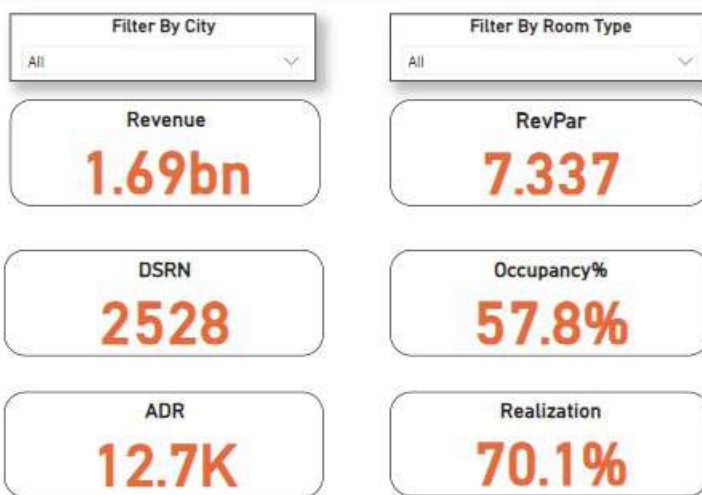 Filter By City
All
Filter By Room Type
All
Revenue
1.69bn
RevPar
7.337
DSRN
2528
Occupancy%
57.8%
ADR
12.7K
Realization
70.1%